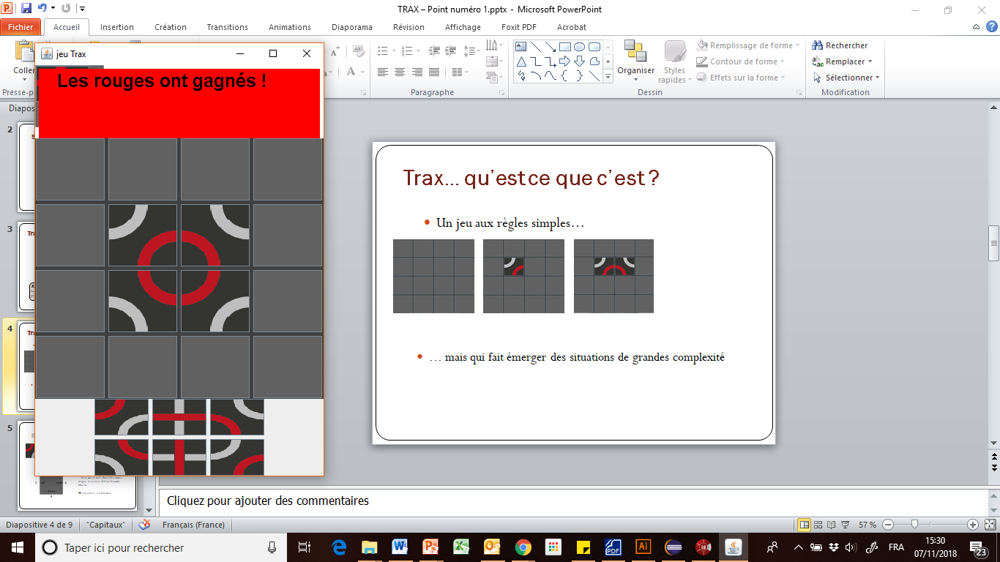 TRAX – Point numéro 1.pptx - Microsoft PowerPoint
Fichier
Accueil
Insertion
Création
Transitions
Animations
Diaporama
Révision
Affichage
Foxit PDF
Acrobat
Coller
Presse-p
Paragraphe
Organiser
Styles
rapides
Remplissage de forme
Contour de forme
Effets sur la forme
Dessin
Rechercher
Remplacer
Sélectionner
Modification
jeu Trax
Les rouges ont gagnés !
Diapos
2
3
4
5
Trax... qu'est ce que c'est ?
Un jeu aux règles simples…
… mais qui fait émerger des situations de grandes complexité
Cliquez pour ajouter des commentaires
Diapositive 4 de 9
"Capitaux"
Français (France)
57 %
Taper ici pour rechercher
FRA
15:30
07/11/2018
23